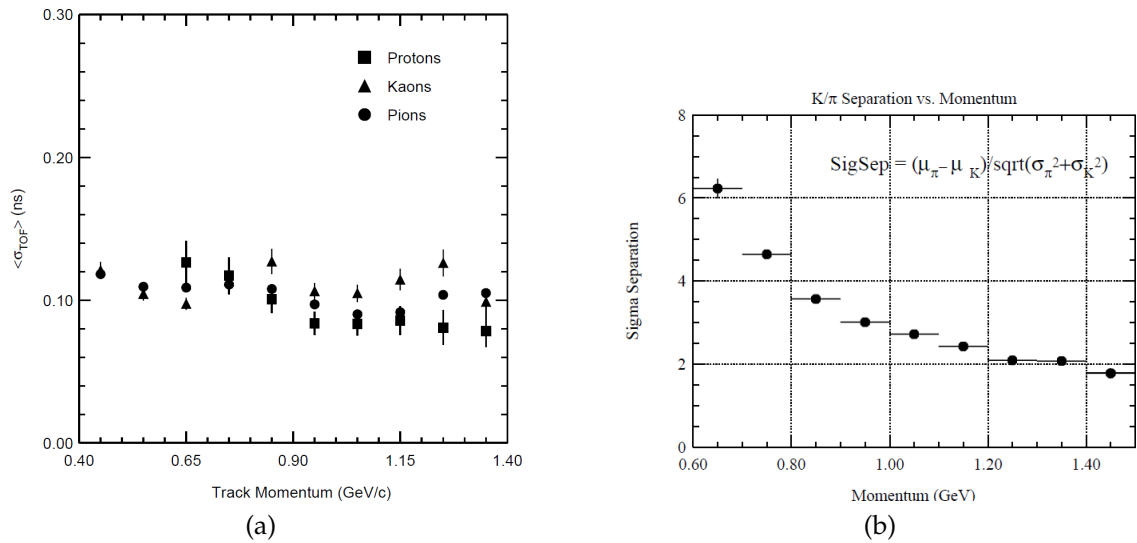 0.30
0.20
0.10
0.00
<σTOF> (ns)
Protons
Kaons
Pions
0.40 0.65 0.90 1.15 1.40
Track Momentum (GeV/c)
(a)
K/π Separation vs. Momentum
SigSep = (μπ− μ K)/sqrt(σπ²+σK²)
8
6
4
2
0
Sigma Separation
0.60 0.80 1.00 1.20 1.40
Momentum (GeV)
(b)